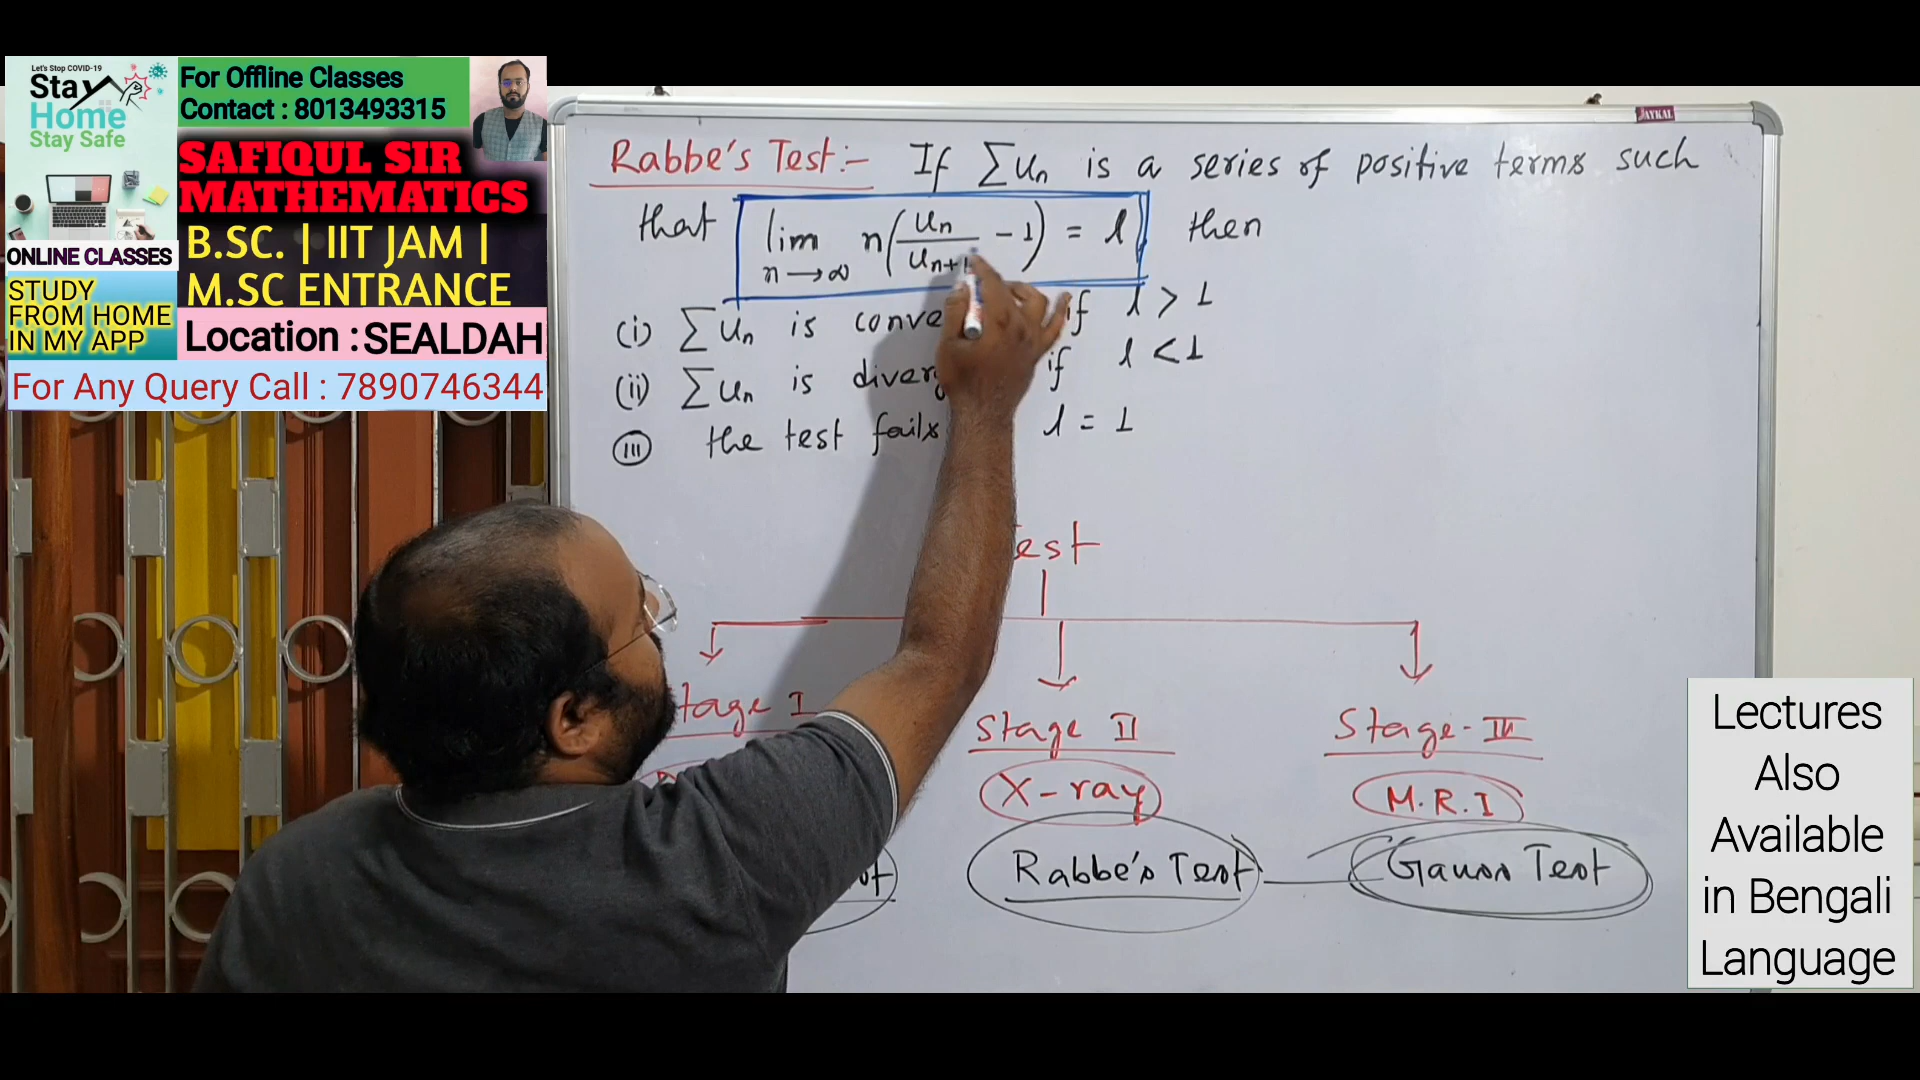 Let's Stop COVID-19
Stay
Home
Stay Safe
For Offline Classes
Contact : 8013493315
SAFIQUL SIR
MATHEMATICS
ONLINE CLASSES
B.SC. | IIT JAM |
M.SC ENTRANCE
STUDY
FROM HOME
IN MY APP
Location : SEALDAH
For Any Query Call : 7890746344
JAYKAL
Rabbe's Test:- If ∑un is a series of positive terms such
that lim n→∞ n(un/un+1 - 1) = l then
(i) ∑un is conve if l > 1
(ii) ∑un is diver if l < 1
(iii) the test fails l = 1
est
tage I Stage II Stage-III
X-ray M.R.I
Rabbe's Test Gauss Test
Lectures
Also
Available
in Bengali
Language